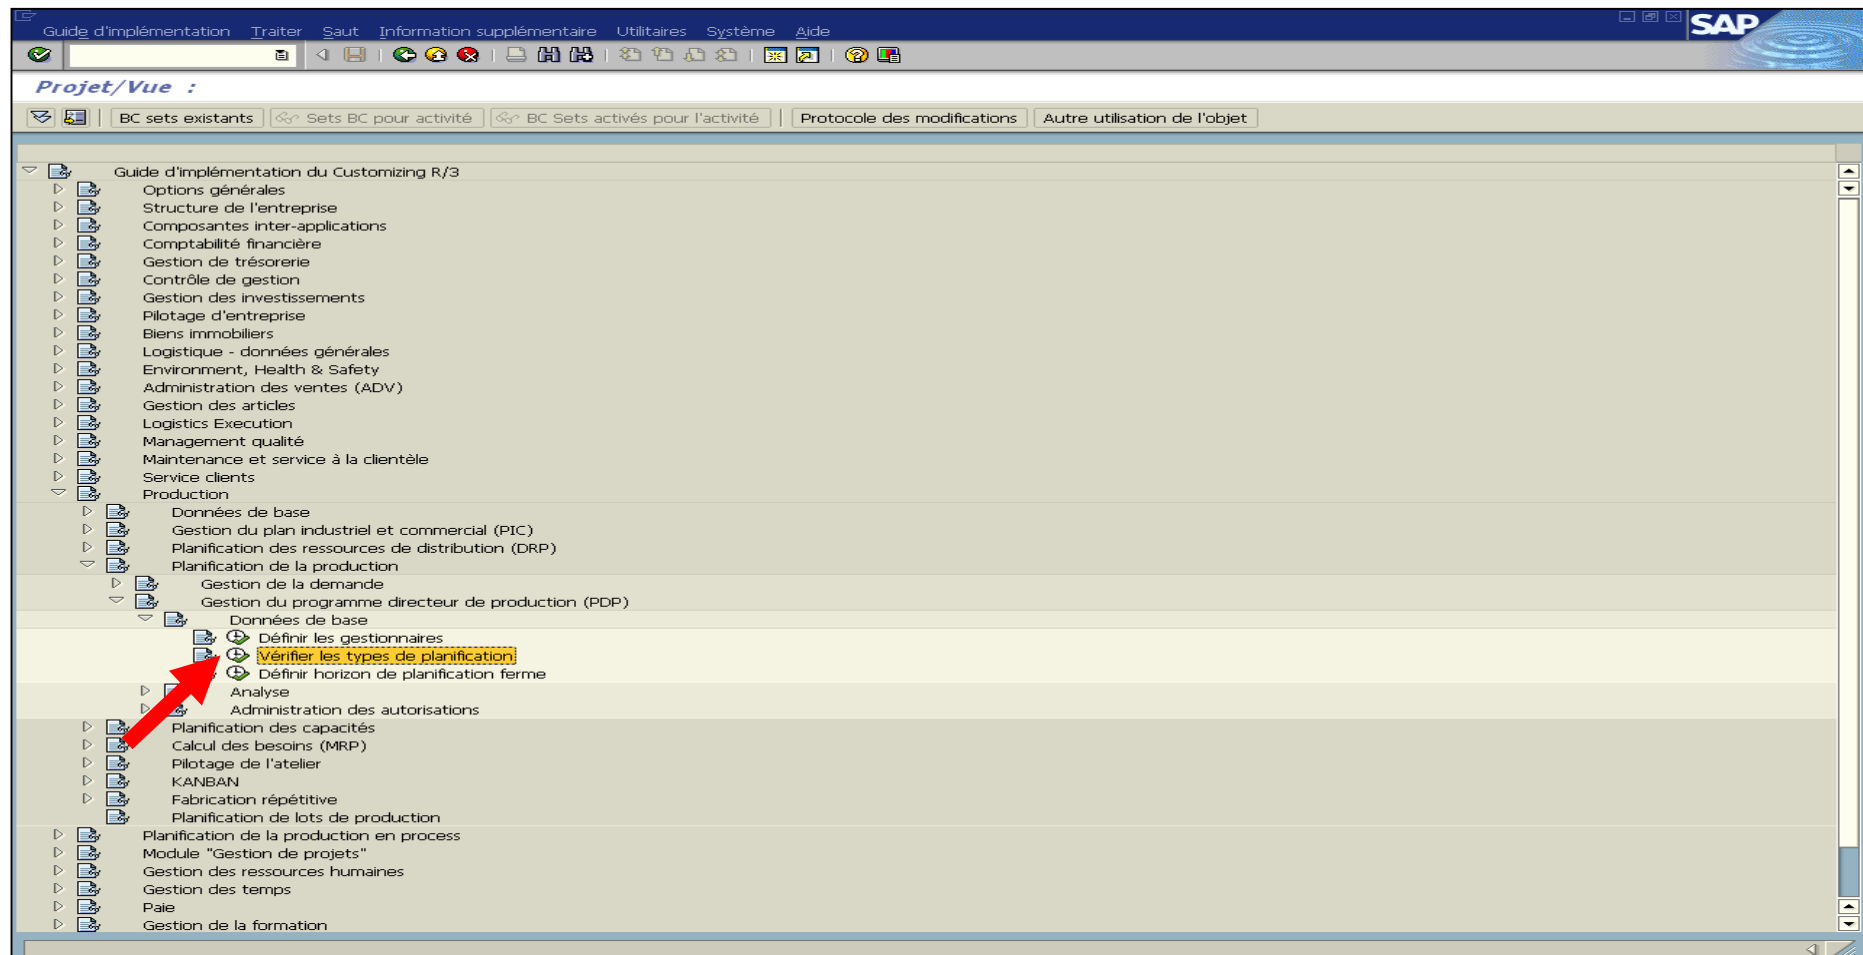 Guide d'implémentation Traiter Saut Information supplémentaire Utilitaires Système Aide
SAP
Projet/Vue :
BC sets existants Sets BC pour activité BC Sets activés pour l'activité Protocole des modifications Autre utilisation de l'objet
Guide d'implémentation du Customizing R/3
Options générales
Structure de l'entreprise
Composantes inter-applications
Comptabilité financière
Gestion de trésorerie
Contrôle de gestion
Gestion des investissements
Pilotage d'entreprise
Biens immobiliers
Logistique - données générales
Environment, Health & Safety
Administration des ventes (ADV)
Gestion des articles
Logistics Execution
Management qualité
Maintenance et service à la clientèle
Service clients
Production
Données de base
Gestion du plan industriel et commercial (PIC)
Planification des ressources de distribution (DRP)
Planification de la production
Gestion de la demande
Gestion du programme directeur de production (PDP)
Données de base
Définir les gestionnaires
Vérifier les types de planification
Définir horizon de planification ferme
Analyse
Administration des autorisations
Planification des capacités
Calcul des besoins (MRP)
Pilotage de l'atelier
KANBAN
Fabrication répétitive
Planification de lots de production
Planification de la production en process
Module "Gestion de projets"
Gestion des ressources humaines
Gestion des temps
Paie
Gestion de la formation